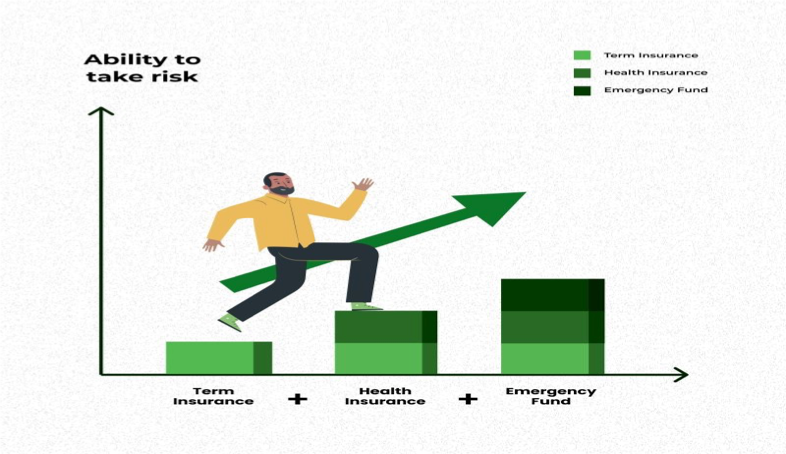 Ability to
take risk
Term Insurance
Health Insurance
Emergency Fund
Term
Insurance
+
Health
Insurance
+
Emergency
Fund